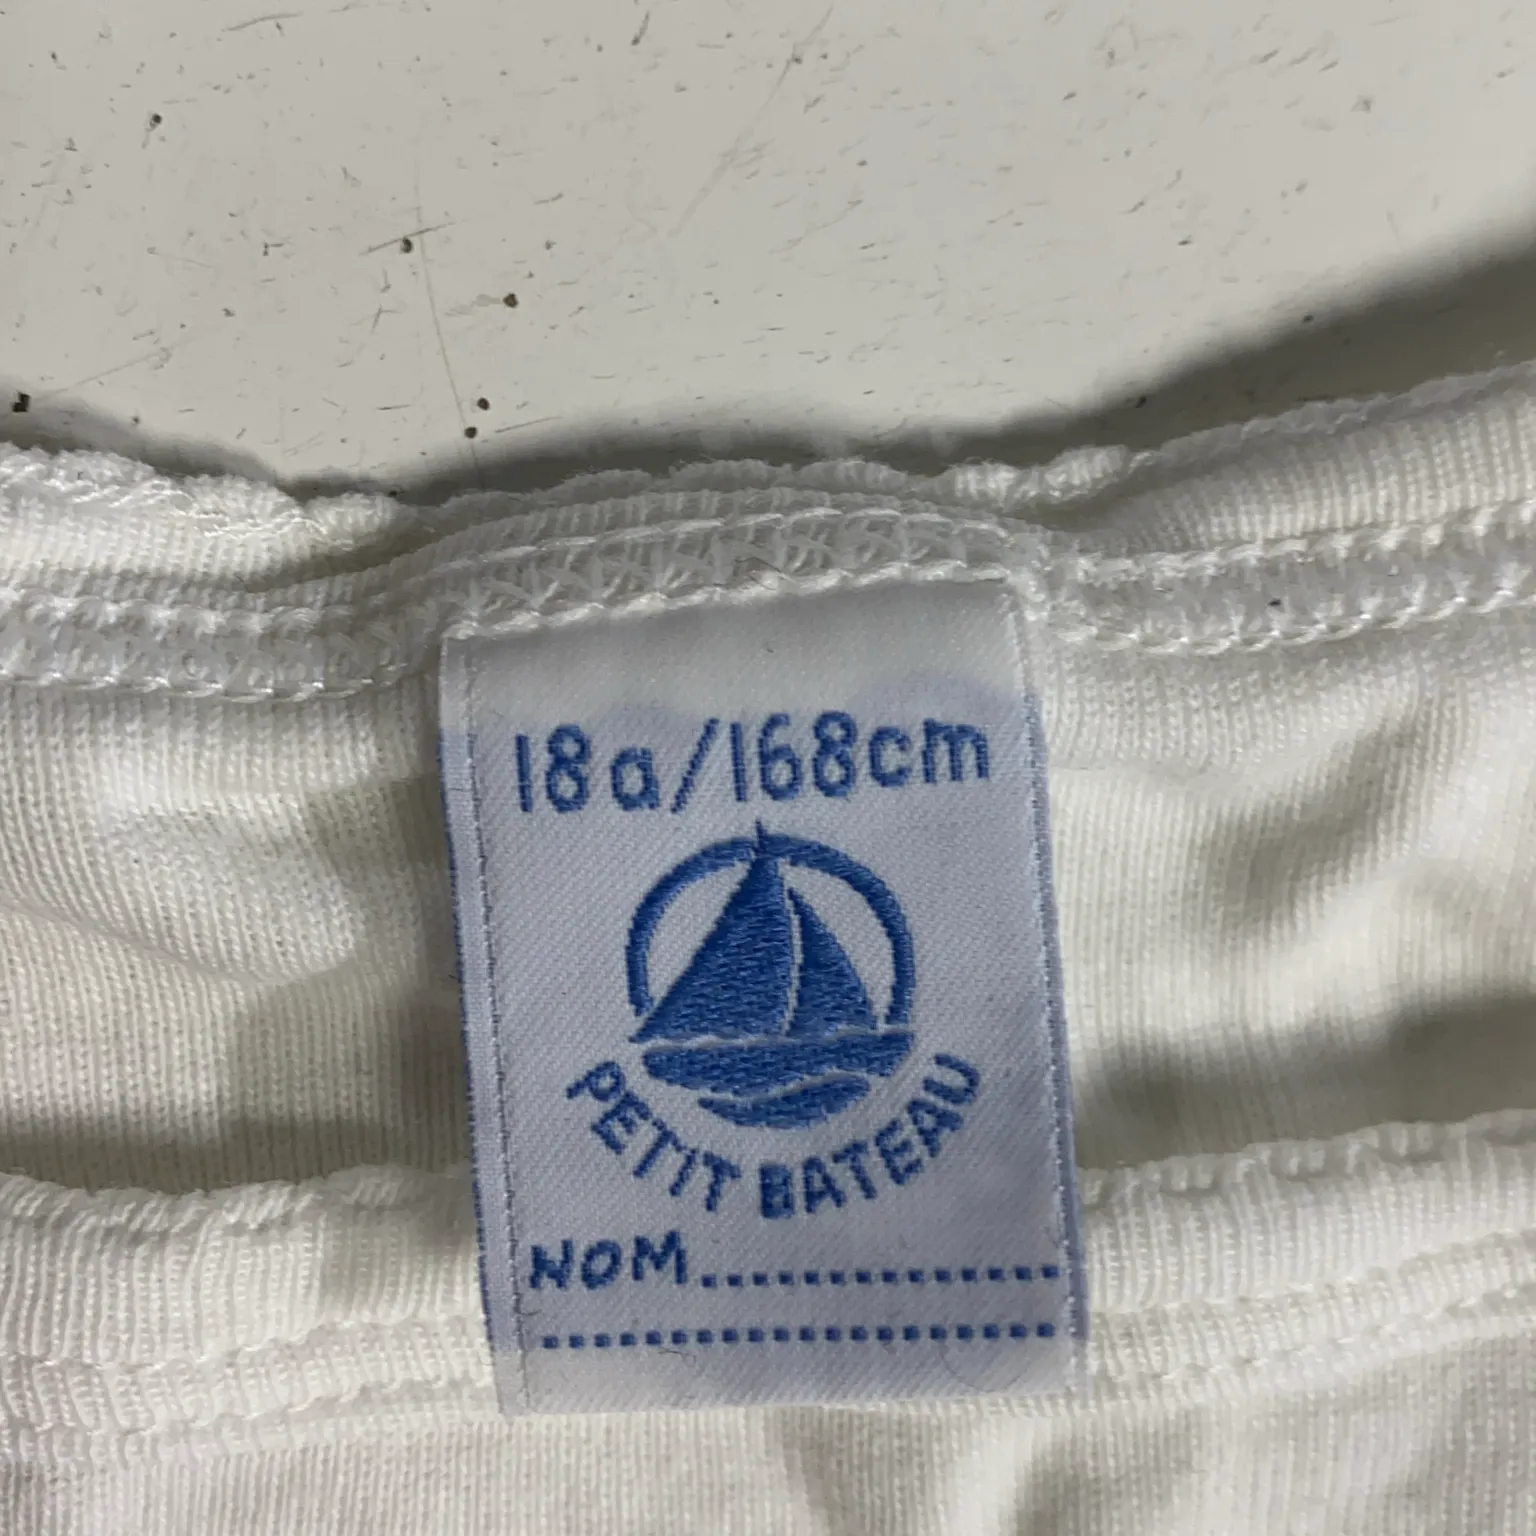 18a/168cm
PETIT BATEAU
NOM..............
....................